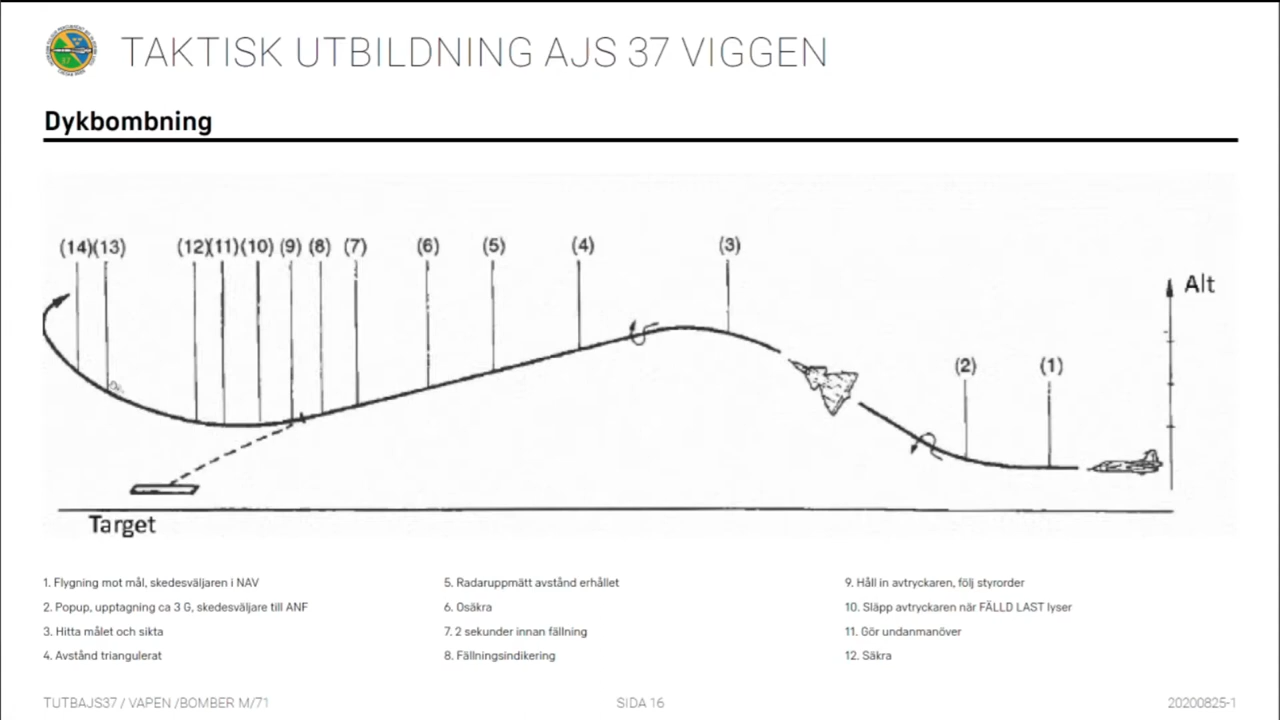 TAKTISK UTBILDNING AJS 37 VIGGEN
Dykbombning
(14)(13) (12)(11)(10) (9) (8) (7) (6) (5) (4) (3)
Alt
(2) (1)
Target
1. Flygning mot mål, skedesväljaren i NAV
2. Popup, upptagning ca 3 G, skedesväljare till ANF
3. Hitta målet och sikta
4. Avstånd triangulerat
5. Radaruppmätt avstånd erhållet
6. Osäkra
7. 2 sekunder innan fällning
8. Fällningsindikering
9. Håll in avtryckaren, följ styrorder
10. Släpp avtryckaren när FÄLLD LAST lyser
11. Gör undanmanöver
12. Säkra
TUTBAJS37 / VAPEN /BOMBER M/71
SIDA 16
20200825-1